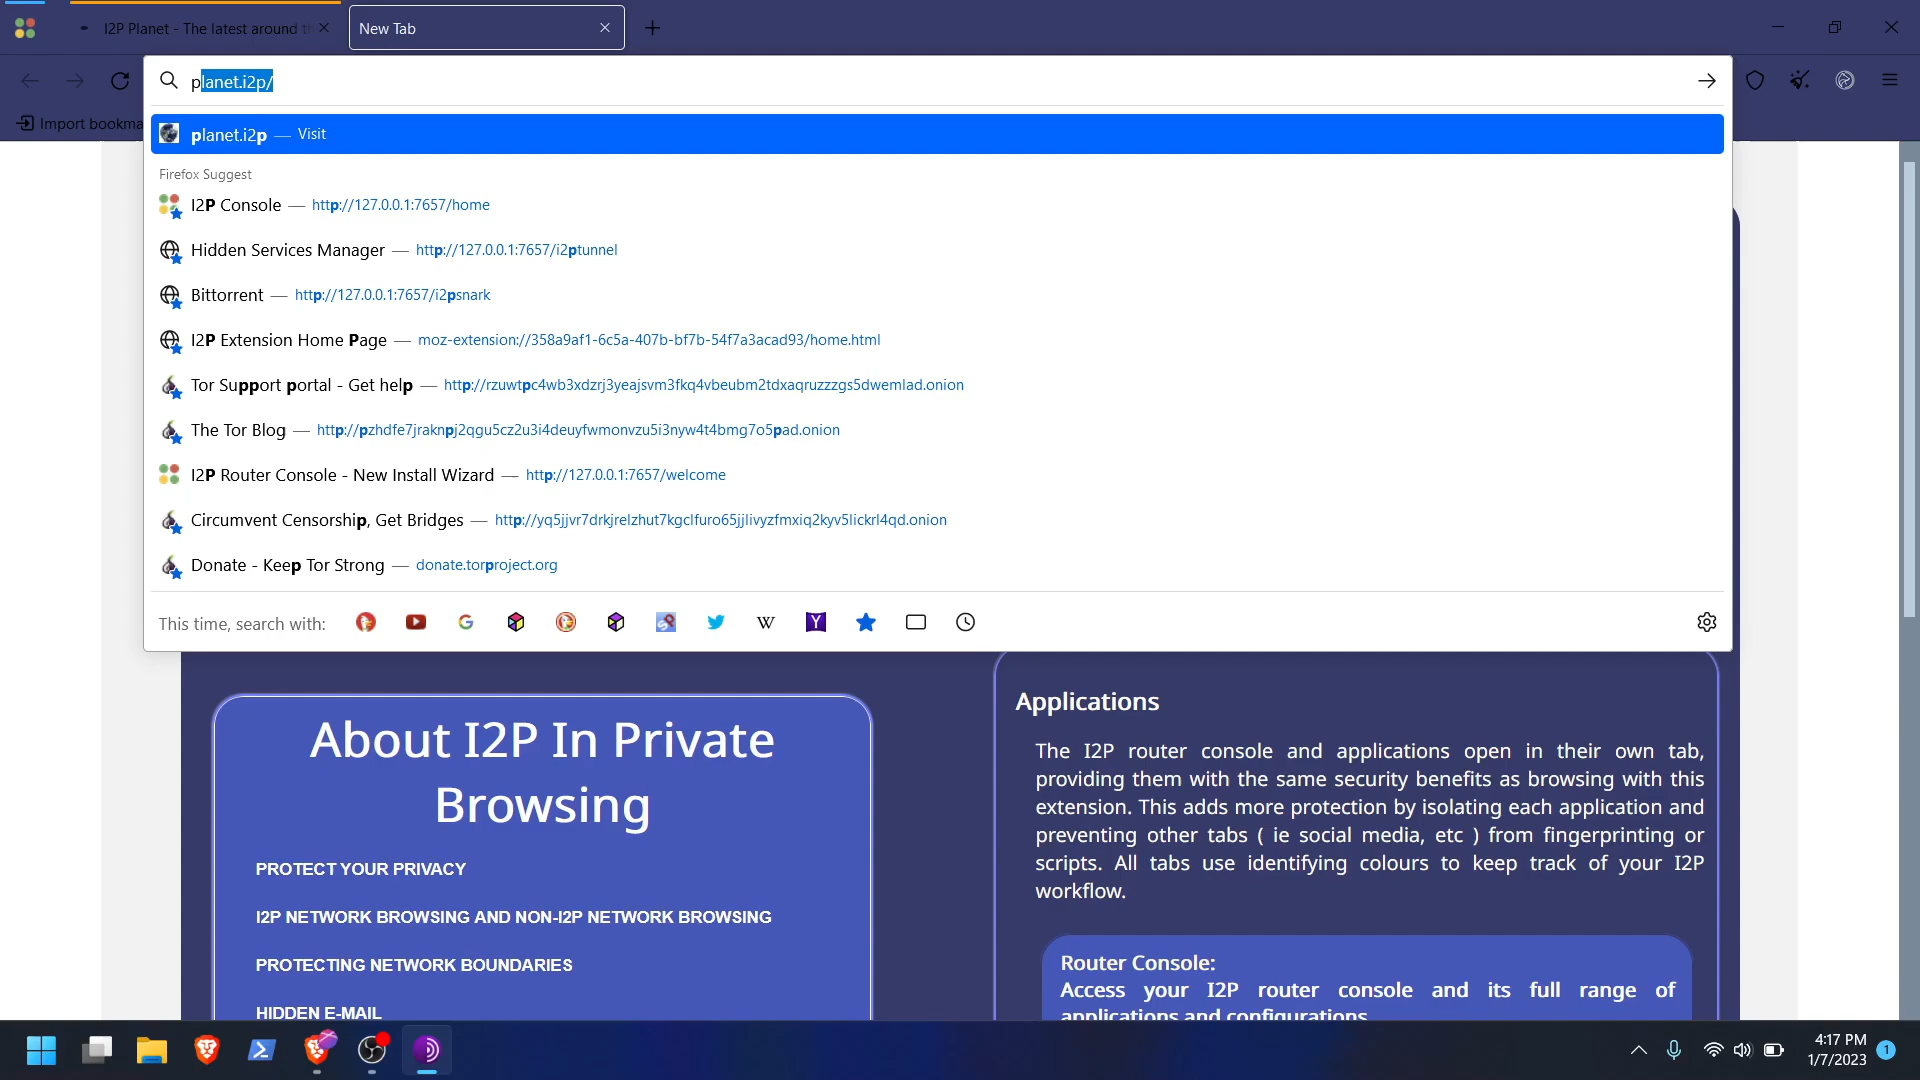 I2P Planet - The latest around t
New Tab
planet.i2p/
Import bookma
planet.i2p — Visit
Firefox Suggest
I2P Console — http://127.0.0.1:7657/home
Hidden Services Manager — http://127.0.0.1:7657/i2ptunnel
Bittorrent — http://127.0.0.1:7657/i2psnark
I2P Extension Home Page — moz-extension://358a9af1-6c5a-407b-bf7b-54f7a3acad93/home.html
Tor Support portal - Get help — http://rzuwtpc4wb3xdzrj3yeajsvm3fkq4vbeubm2tdxaqruzzzgs5dwemlad.onion
The Tor Blog — http://pzhdfe7jraknpj2qgu5cz2u3i4deuyfwmonvzu5i3nyw4t4bmg7o5pad.onion
I2P Router Console - New Install Wizard — http://127.0.0.1:7657/welcome
Circumvent Censorship, Get Bridges — http://yq5jjvr7drkjrelzhut7kgclfuro65jjlivyzfmxiq2kyv5lickrl4qd.onion
Donate - Keep Tor Strong — donate.torproject.org
This time, search with:
About I2P In Private
Browsing
PROTECT YOUR PRIVACY
I2P NETWORK BROWSING AND NON-I2P NETWORK BROWSING
PROTECTING NETWORK BOUNDARIES
HIDDEN E-MAIL
Applications
The I2P router console and applications open in their own tab,
providing them with the same security benefits as browsing with this
extension. This adds more protection by isolating each application and
preventing other tabs ( ie social media, etc ) from fingerprinting or
scripts. All tabs use identifying colours to keep track of your I2P
workflow.
Router Console:
Access your I2P router console and its full range of
applications and configurations.
4:17 PM
1/7/2023
1